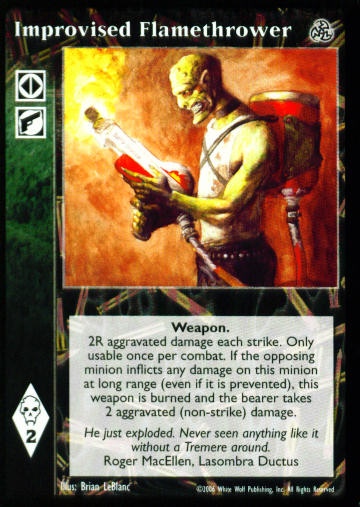 Improvised Flamethrower
Weapon.
2R aggravated damage each strike. Only
usable once per combat. If the opposing
minion inflicts any damage on this minion
at long range (even if it is prevented), this
weapon is burned and the bearer takes
2 aggravated (non-strike) damage.
He just exploded. Never seen anything like it
without a Tremere around.
Roger MacEllen, Lasombra Ductus
2
Illus: Brian LeBlanc
©2006 White Wolf Publishing, Inc. All Rights Reserved